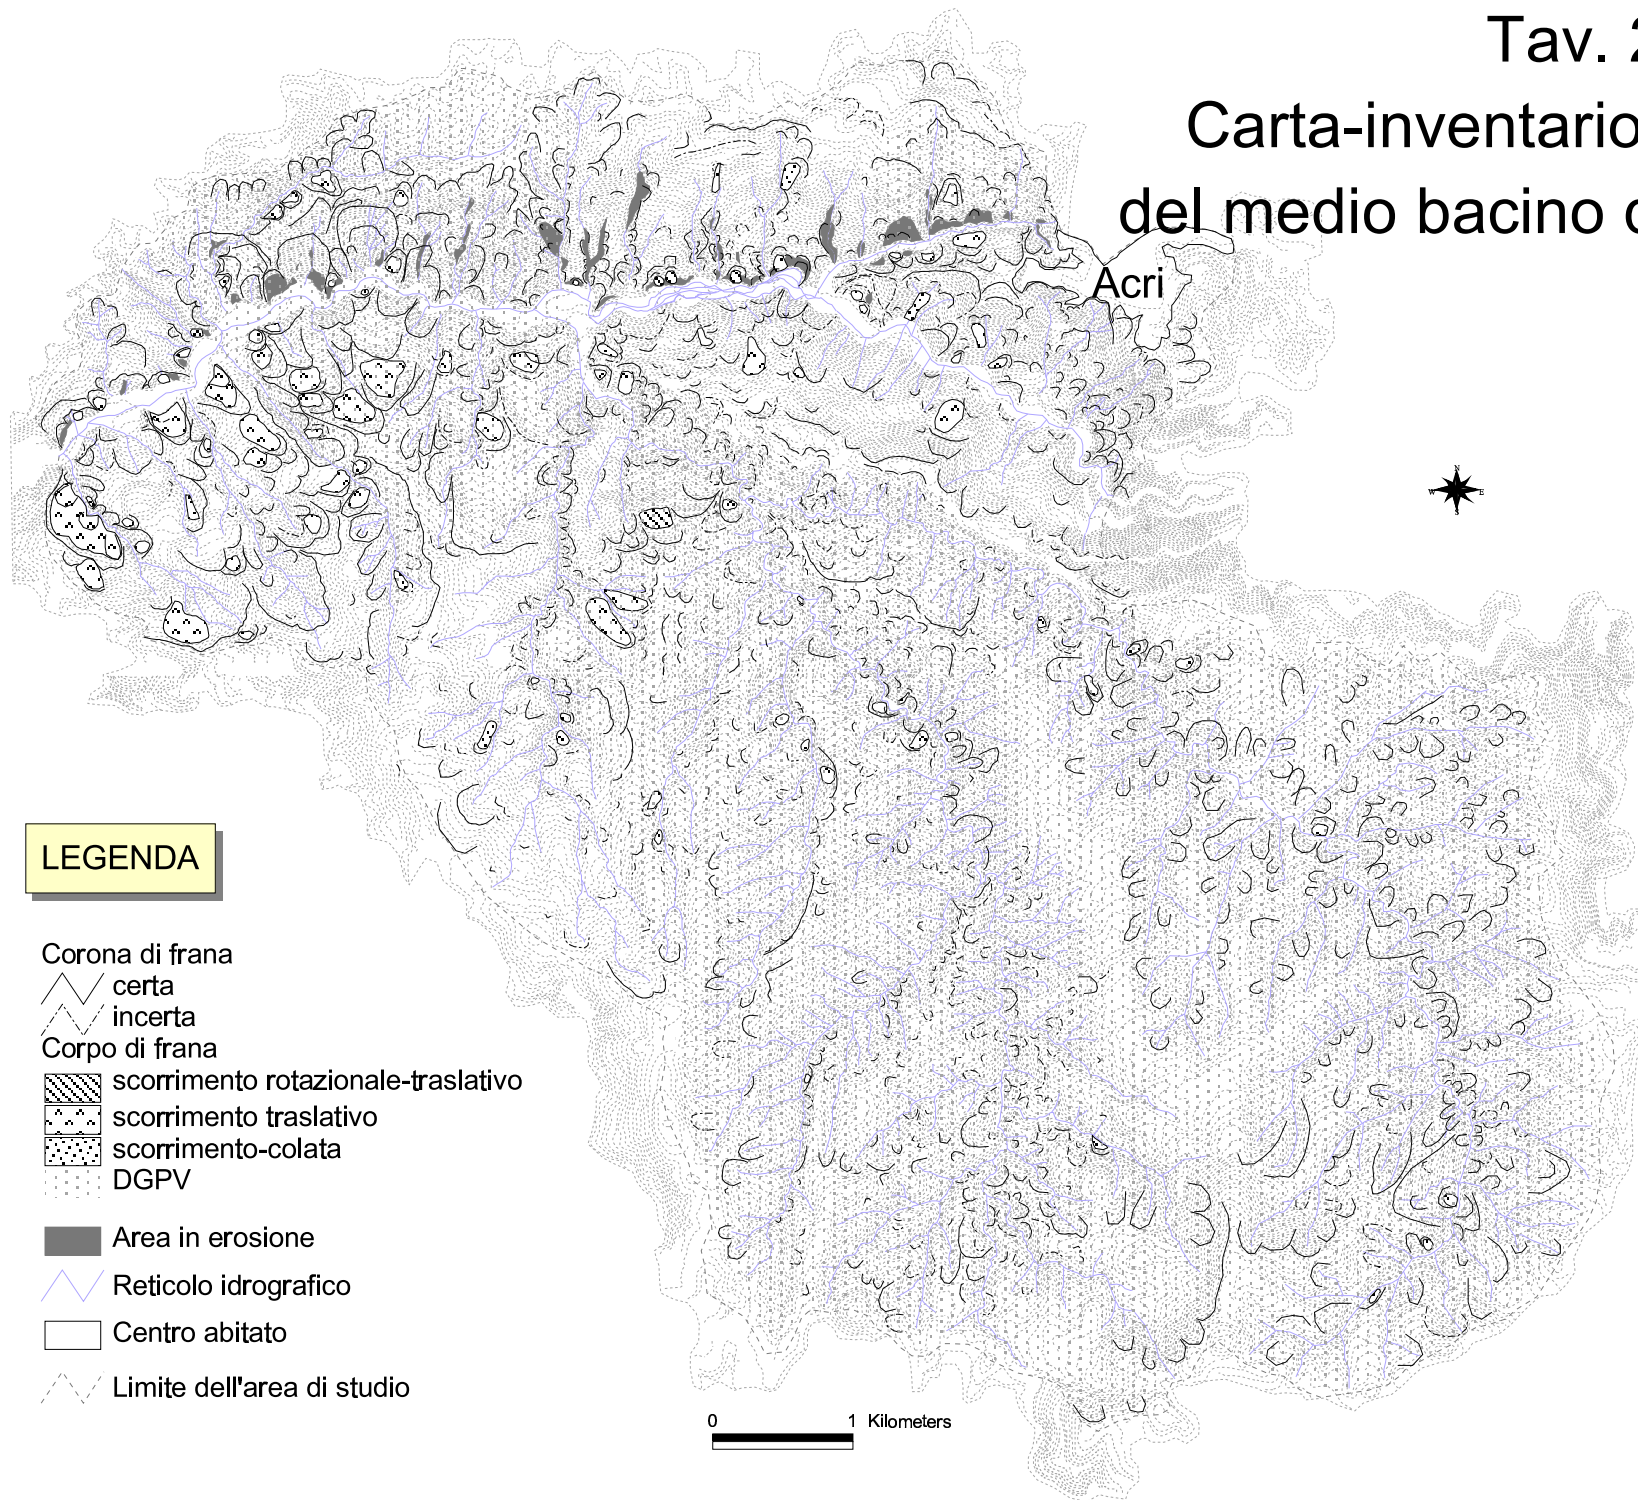 Tav. 2
Carta-inventario
del medio bacino
Acri
N
W E
S
LEGENDA
Corona di frana
certa
incerta
Corpo di frana
scorrimento rotazionale-traslativo
scorrimento traslativo
scorrimento-colata
DGPV
Area in erosione
Reticolo idrografico
Centro abitato
Limite dell'area di studio
0 1 Kilometers